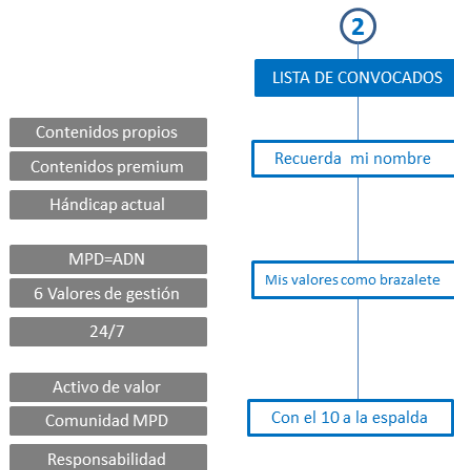 2
LISTA DE CONVOCADOS
Contenidos propios
Contenidos premium
Hándicap actual
Recuerda mi nombre
MPD=ADN
6 Valores de gestión
24/7
Mis valores como brazalete
Activo de valor
Comunidad MPD
Responsabilidad
Con el 10 a la espalda